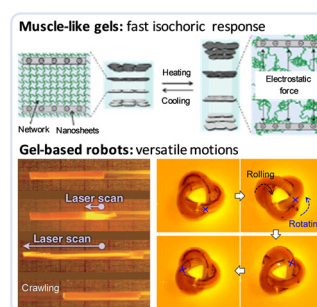 Muscle-like gels: fast isochoric response
Heating
Cooling
Electrostatic
force
Network
Nanosheets
Gel-based robots: versatile motions
Laser scan
Laser scan
Crawling
Rolling
Rotatin